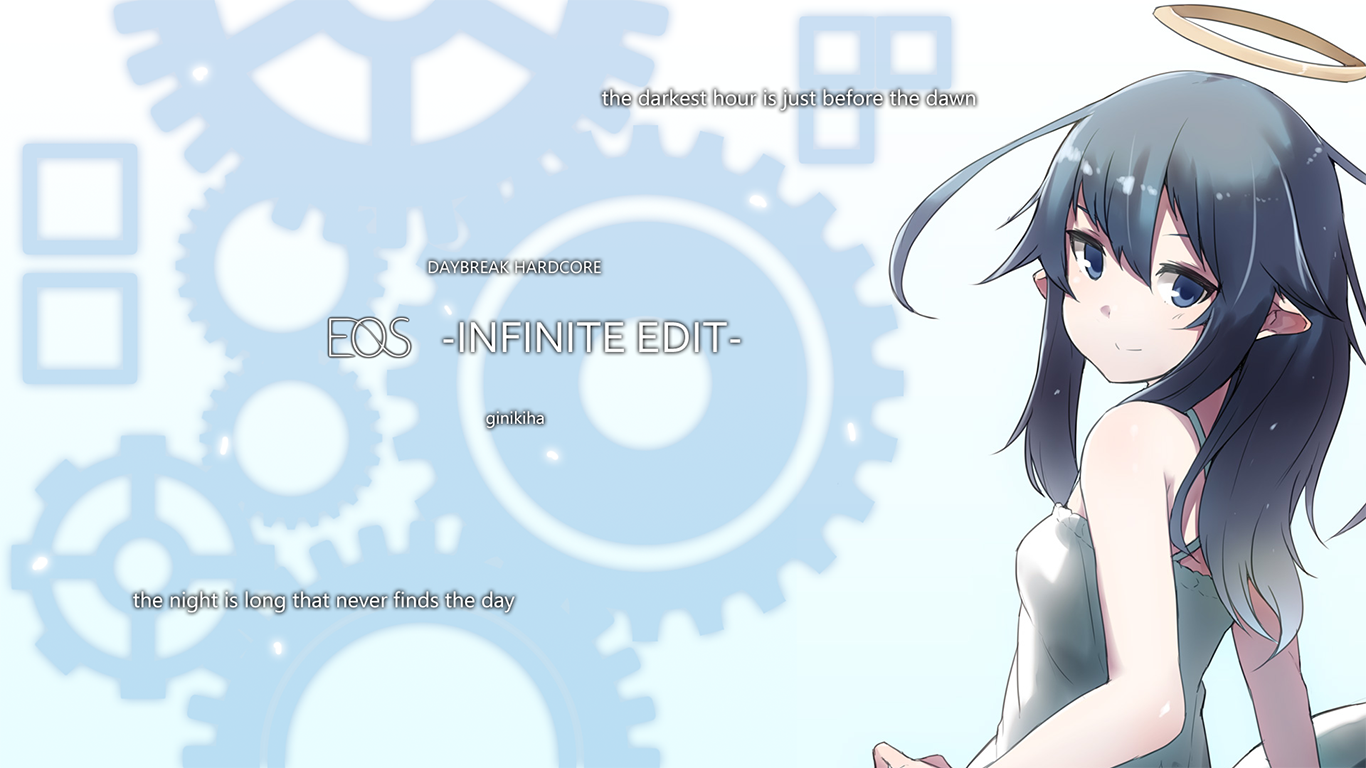 the darkest hour is just before the dawn
DAYBREAK HARDCORE
EOS -INFINITE EDIT-
ginkiha
the night is long that never finds the day